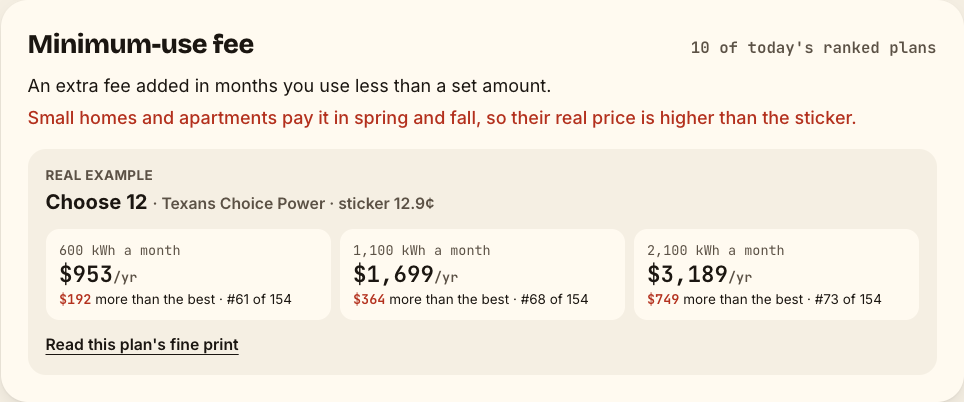 Minimum-use fee
10 of today's ranked plans
An extra fee added in months you use less than a set amount.
Small homes and apartments pay it in spring and fall, so their real price is higher than the sticker.
REAL EXAMPLE
Choose 12 · Texans Choice Power · sticker 12.9¢
600 kWh a month
$953/yr
$192 more than the best · #61 of 154
1,100 kWh a month
$1,699/yr
$364 more than the best · #68 of 154
2,100 kWh a month
$3,189/yr
$749 more than the best · #73 of 154
Read this plan's fine print